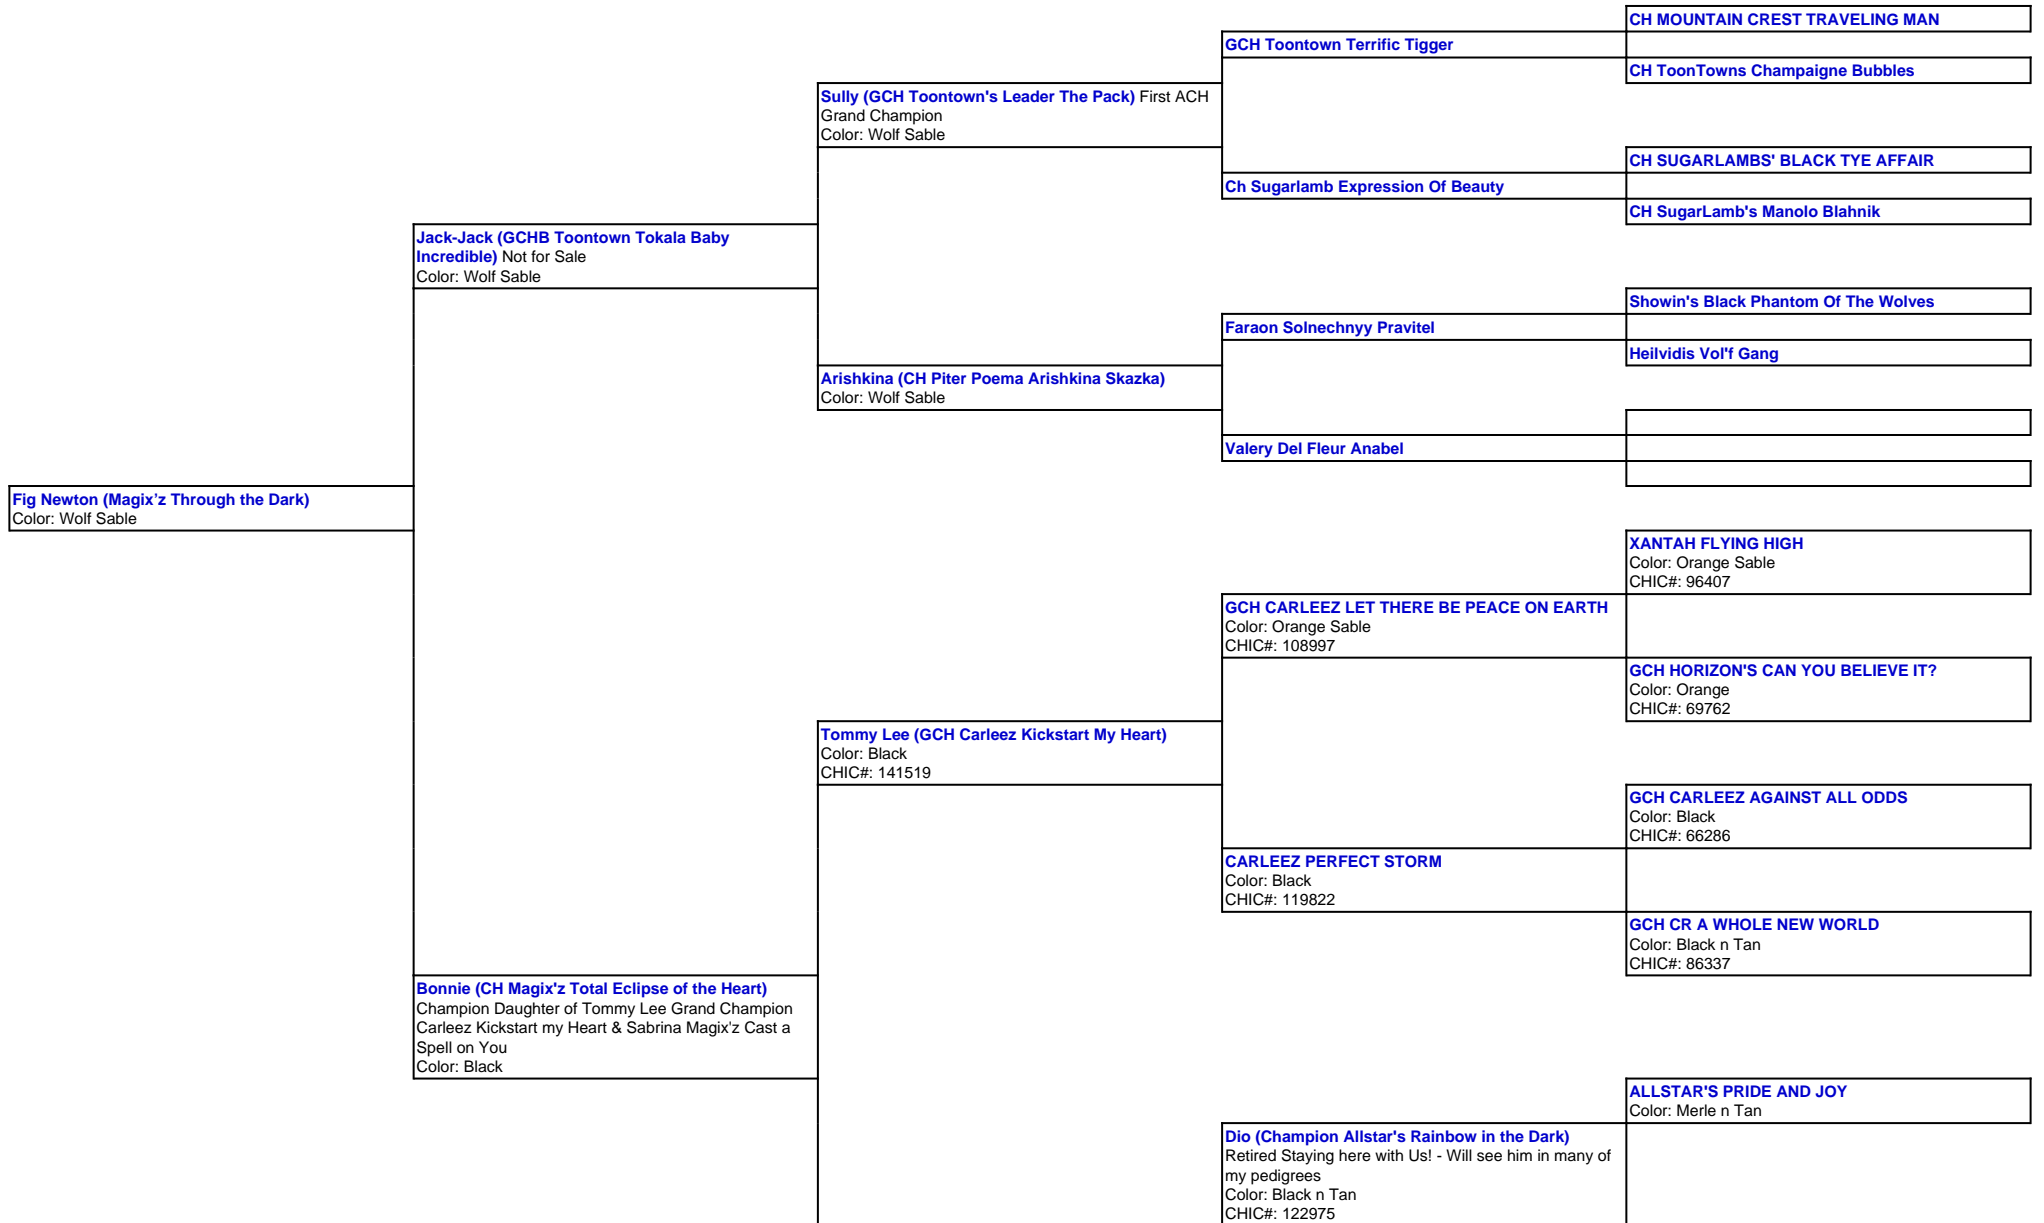 CH MOUNTAIN CREST TRAVELING MAN
GCH Toontown Terrific Tigger
CH ToonTowns Champaigne Bubbles
Sully (GCH Toontown's Leader The Pack) First ACH
Grand Champion
Color: Wolf Sable
CH SUGARLAMBS' BLACK TYE AFFAIR
Ch Sugarlamb Expression Of Beauty
CH SugarLamb's Manolo Blahnik
Jack-Jack (GCHB Toontown Tokala Baby
Incredible) Not for Sale
Color: Wolf Sable
Showin's Black Phantom Of The Wolves
Faraon Solnechnyy Pravitel
Heilvidis Vol'f Gang
Arishkina (CH Piter Poema Arishkina Skazka)
Color: Wolf Sable
Valery Del Fleur Anabel
Fig Newton (Magix’z Through the Dark)
Color: Wolf Sable
XANTAH FLYING HIGH
Color: Orange Sable
CHIC#: 96407
GCH CARLEEZ LET THERE BE PEACE ON EARTH
Color: Orange Sable
CHIC#: 108997
GCH HORIZON'S CAN YOU BELIEVE IT?
Color: Orange
CHIC#: 69762
Tommy Lee (GCH Carleez Kickstart My Heart)
Color: Black
CHIC#: 141519
GCH CARLEEZ AGAINST ALL ODDS
Color: Black
CHIC#: 66286
CARLEEZ PERFECT STORM
Color: Black
CHIC#: 119822
GCH CR A WHOLE NEW WORLD
Color: Black n Tan
CHIC#: 86337
Bonnie (CH Magix'z Total Eclipse of the Heart)
Champion Daughter of Tommy Lee Grand Champion
Carleez Kickstart my Heart & Sabrina Magix'z Cast a
Spell on You
Color: Black
ALLSTAR'S PRIDE AND JOY
Color: Merle n Tan
Dio (Champion Allstar's Rainbow in the Dark)
Retired Staying here with Us! - Will see him in many of
my pedigrees
Color: Black n Tan
CHIC#: 122975